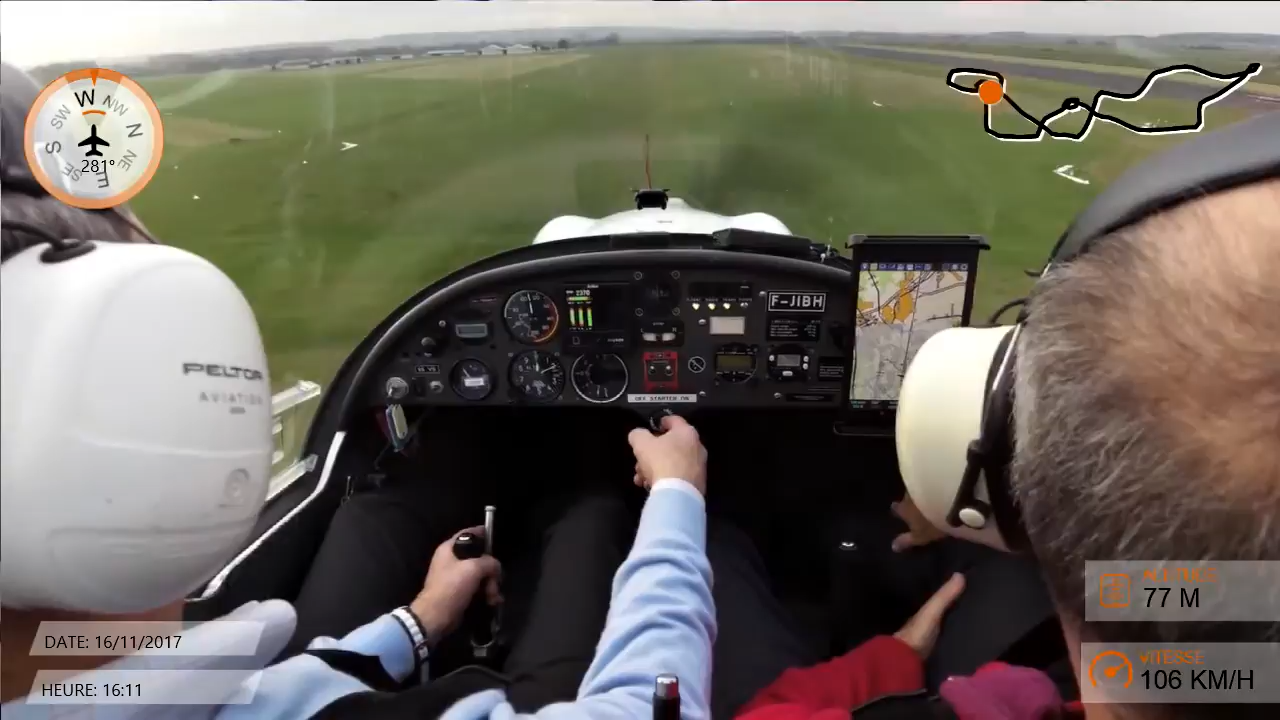 W
NW
N
NE
E
SE
S
SW
281°
PELTOR
AVIATION
F-JIBH
OFF STARTER ON
ALTITUDE
77 M
VITESSE
106 KM/H
DATE: 16/11/2017
HEURE: 16:11